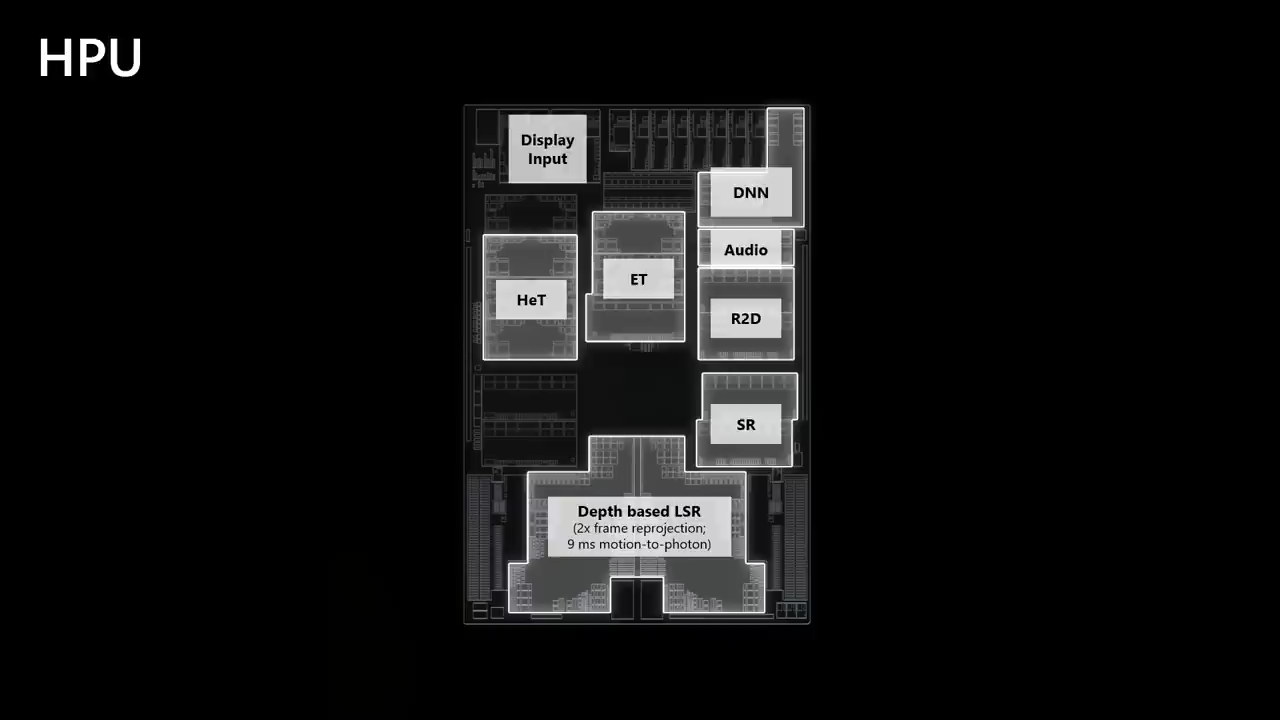 HPU
Display
Input
DNN
Audio
ET
HeT
R2D
SR
Depth based LSR
(2x frame reprojection;
9 ms motion-to-photon)